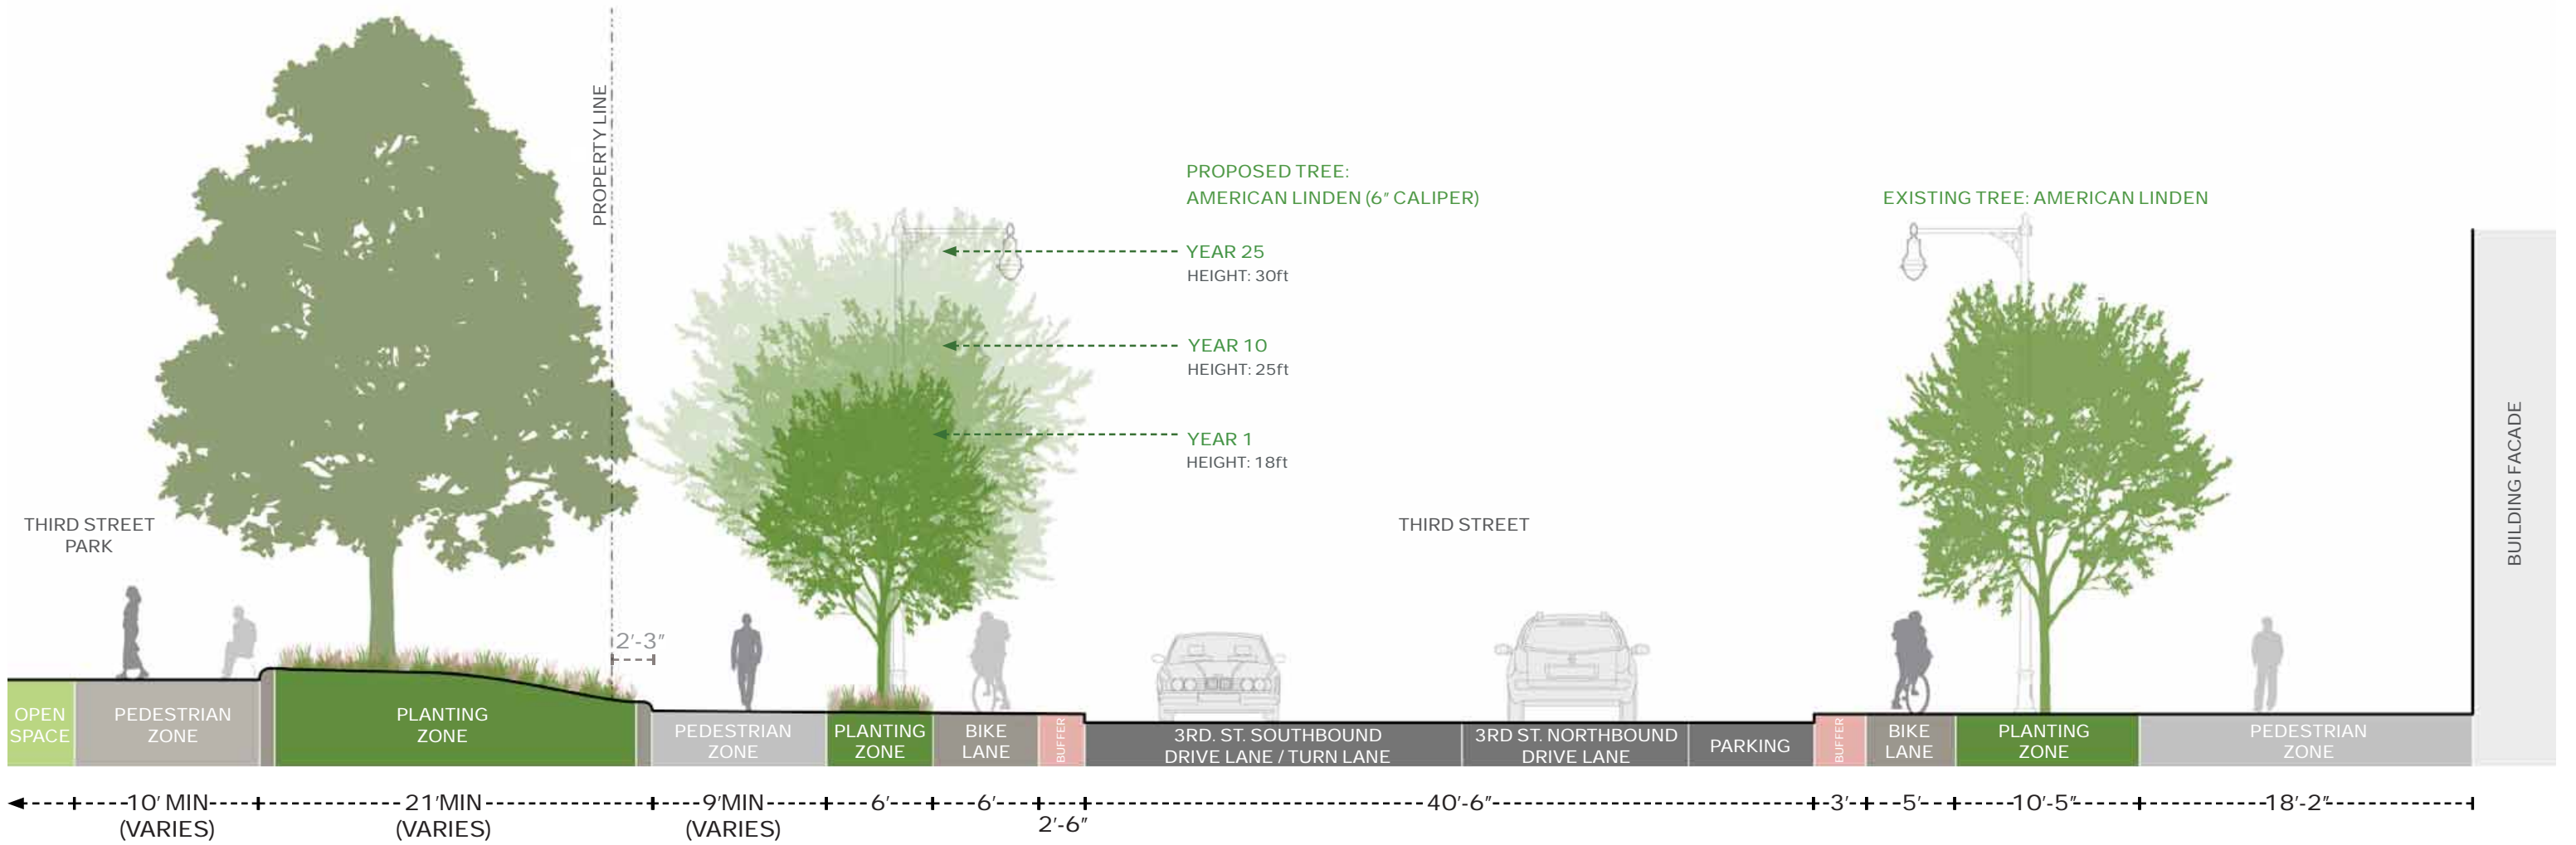 PROPERTY LINE
PROPOSED TREE:
AMERICAN LINDEN (6" CALIPER)
EXISTING TREE: AMERICAN LINDEN
YEAR 25
HEIGHT: 30ft
YEAR 10
HEIGHT: 25ft
YEAR 1
HEIGHT: 18ft
THIRD STREET
PARK
THIRD STREET
BUILDING FACADE
2'-3"
OPEN
SPACE
PEDESTRIAN
ZONE
PLANTING
ZONE
PEDESTRIAN
ZONE
PLANTING
ZONE
BIKE
LANE
BUFFER
3RD. ST. SOUTHBOUND
DRIVE LANE / TURN LANE
3RD ST. NORTHBOUND
DRIVE LANE
PARKING
BUFFER
BIKE
LANE
PLANTING
ZONE
PEDESTRIAN
ZONE
10' MIN
(VARIES)
21'MIN
(VARIES)
9'MIN
(VARIES)
6'
6'
2'-6"
40'-6"
3'
5'
10'-5"
18'-2"